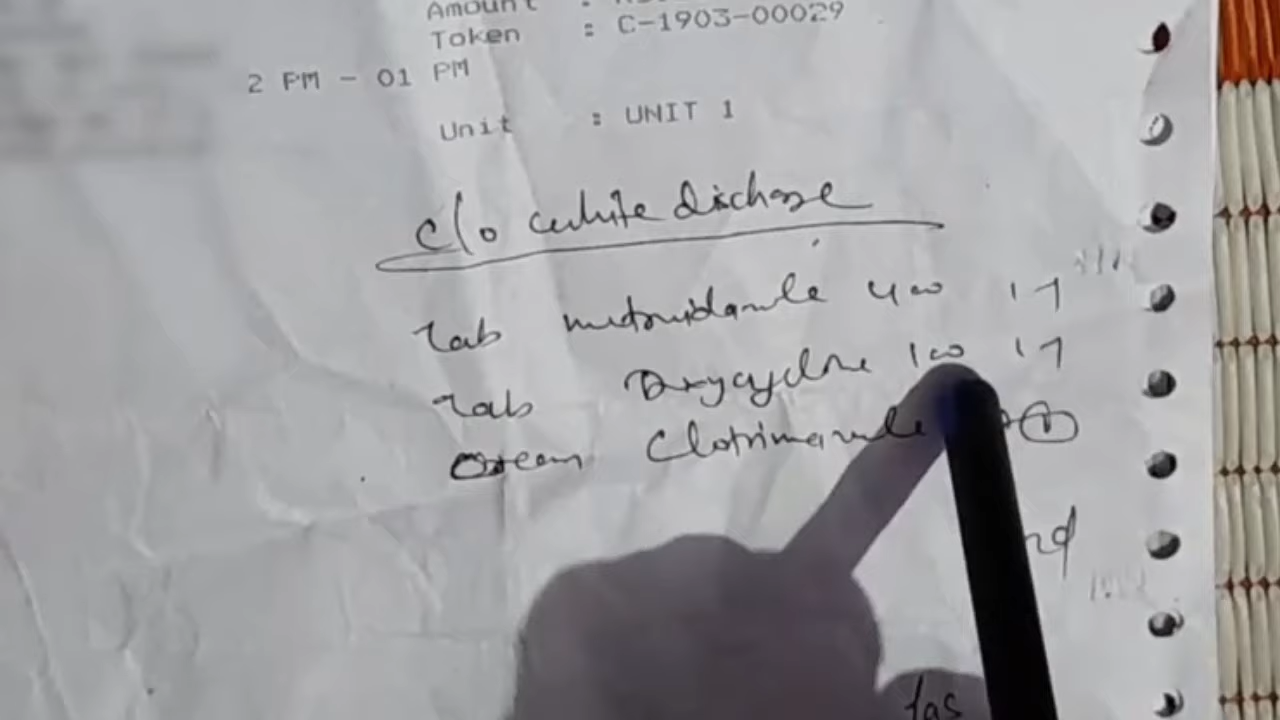 Amount :
Token : C-1903-00029
2 PM - 01 PM
Unit : UNIT 1
C/o white discharge
Tab metronidazole 400 1-1
Tab Doxycycline 100 1-1
Cream Clotrimazole 1